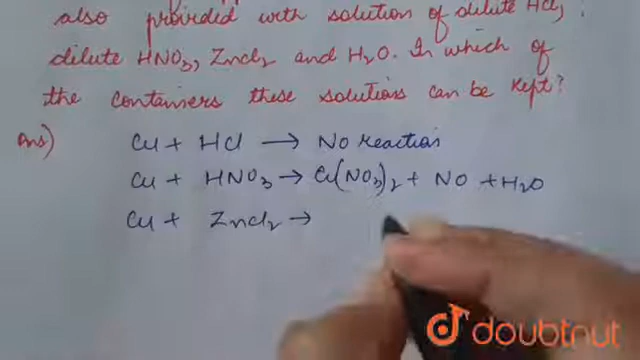 also provided with solution of dilute HCl,
dilute HNO3, ZnCl2 and H2O. In which of
the containers these solutions can be kept?
Ans) Cu + HCl → No reaction
Cu + HNO3 → Cu(NO3)2 + NO + H2O
Cu + ZnCl2 →
doubtnut